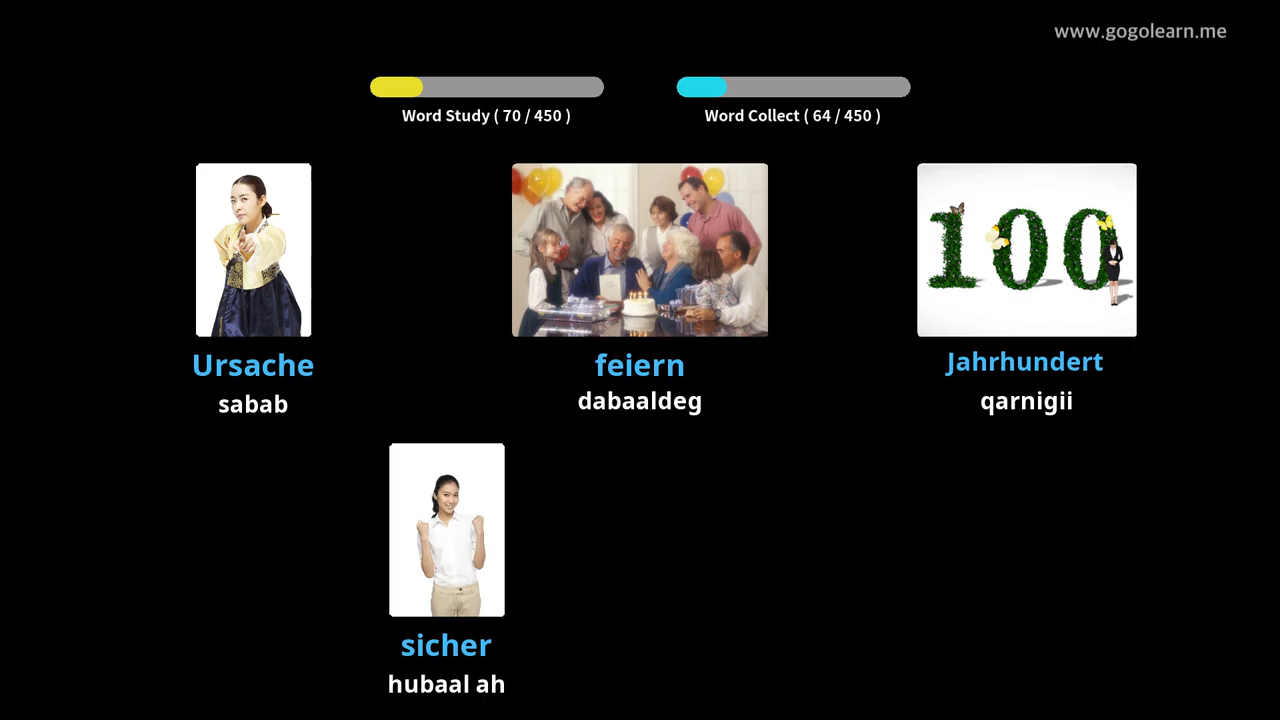 www.gogolearn.me
Word Study ( 70 / 450 )
Word Collect ( 64 / 450 )
Ursache
sabab
feiern
dabaaldeg
Jahrhundert
qarnigii
100
sicher
hubaal ah